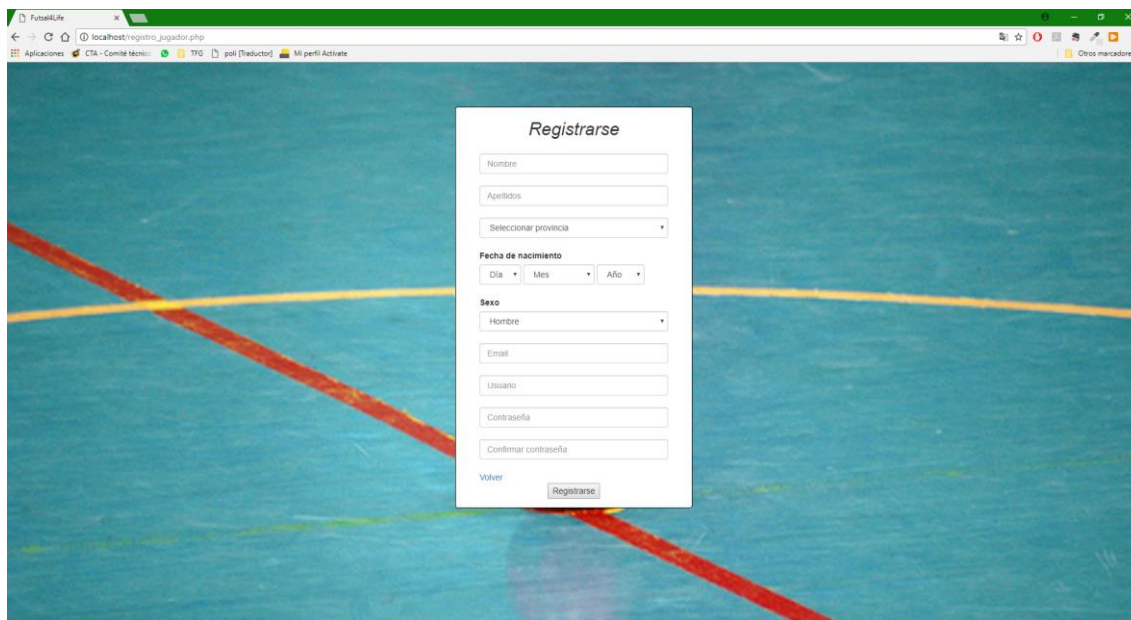 Futsal4Life
localhost/registro_jugador.php
Aplicaciones CTA - Comité técnico TFG poli [Traductor] Mi perfil Activate Otros marcadore
Registrarse
Nombre
Apellidos
Seleccionar provincia
Fecha de nacimiento
Día Mes Año
Sexo
Hombre
Email
Usuario
Contraseña
Confirmar contraseña
Volver
Registrarse